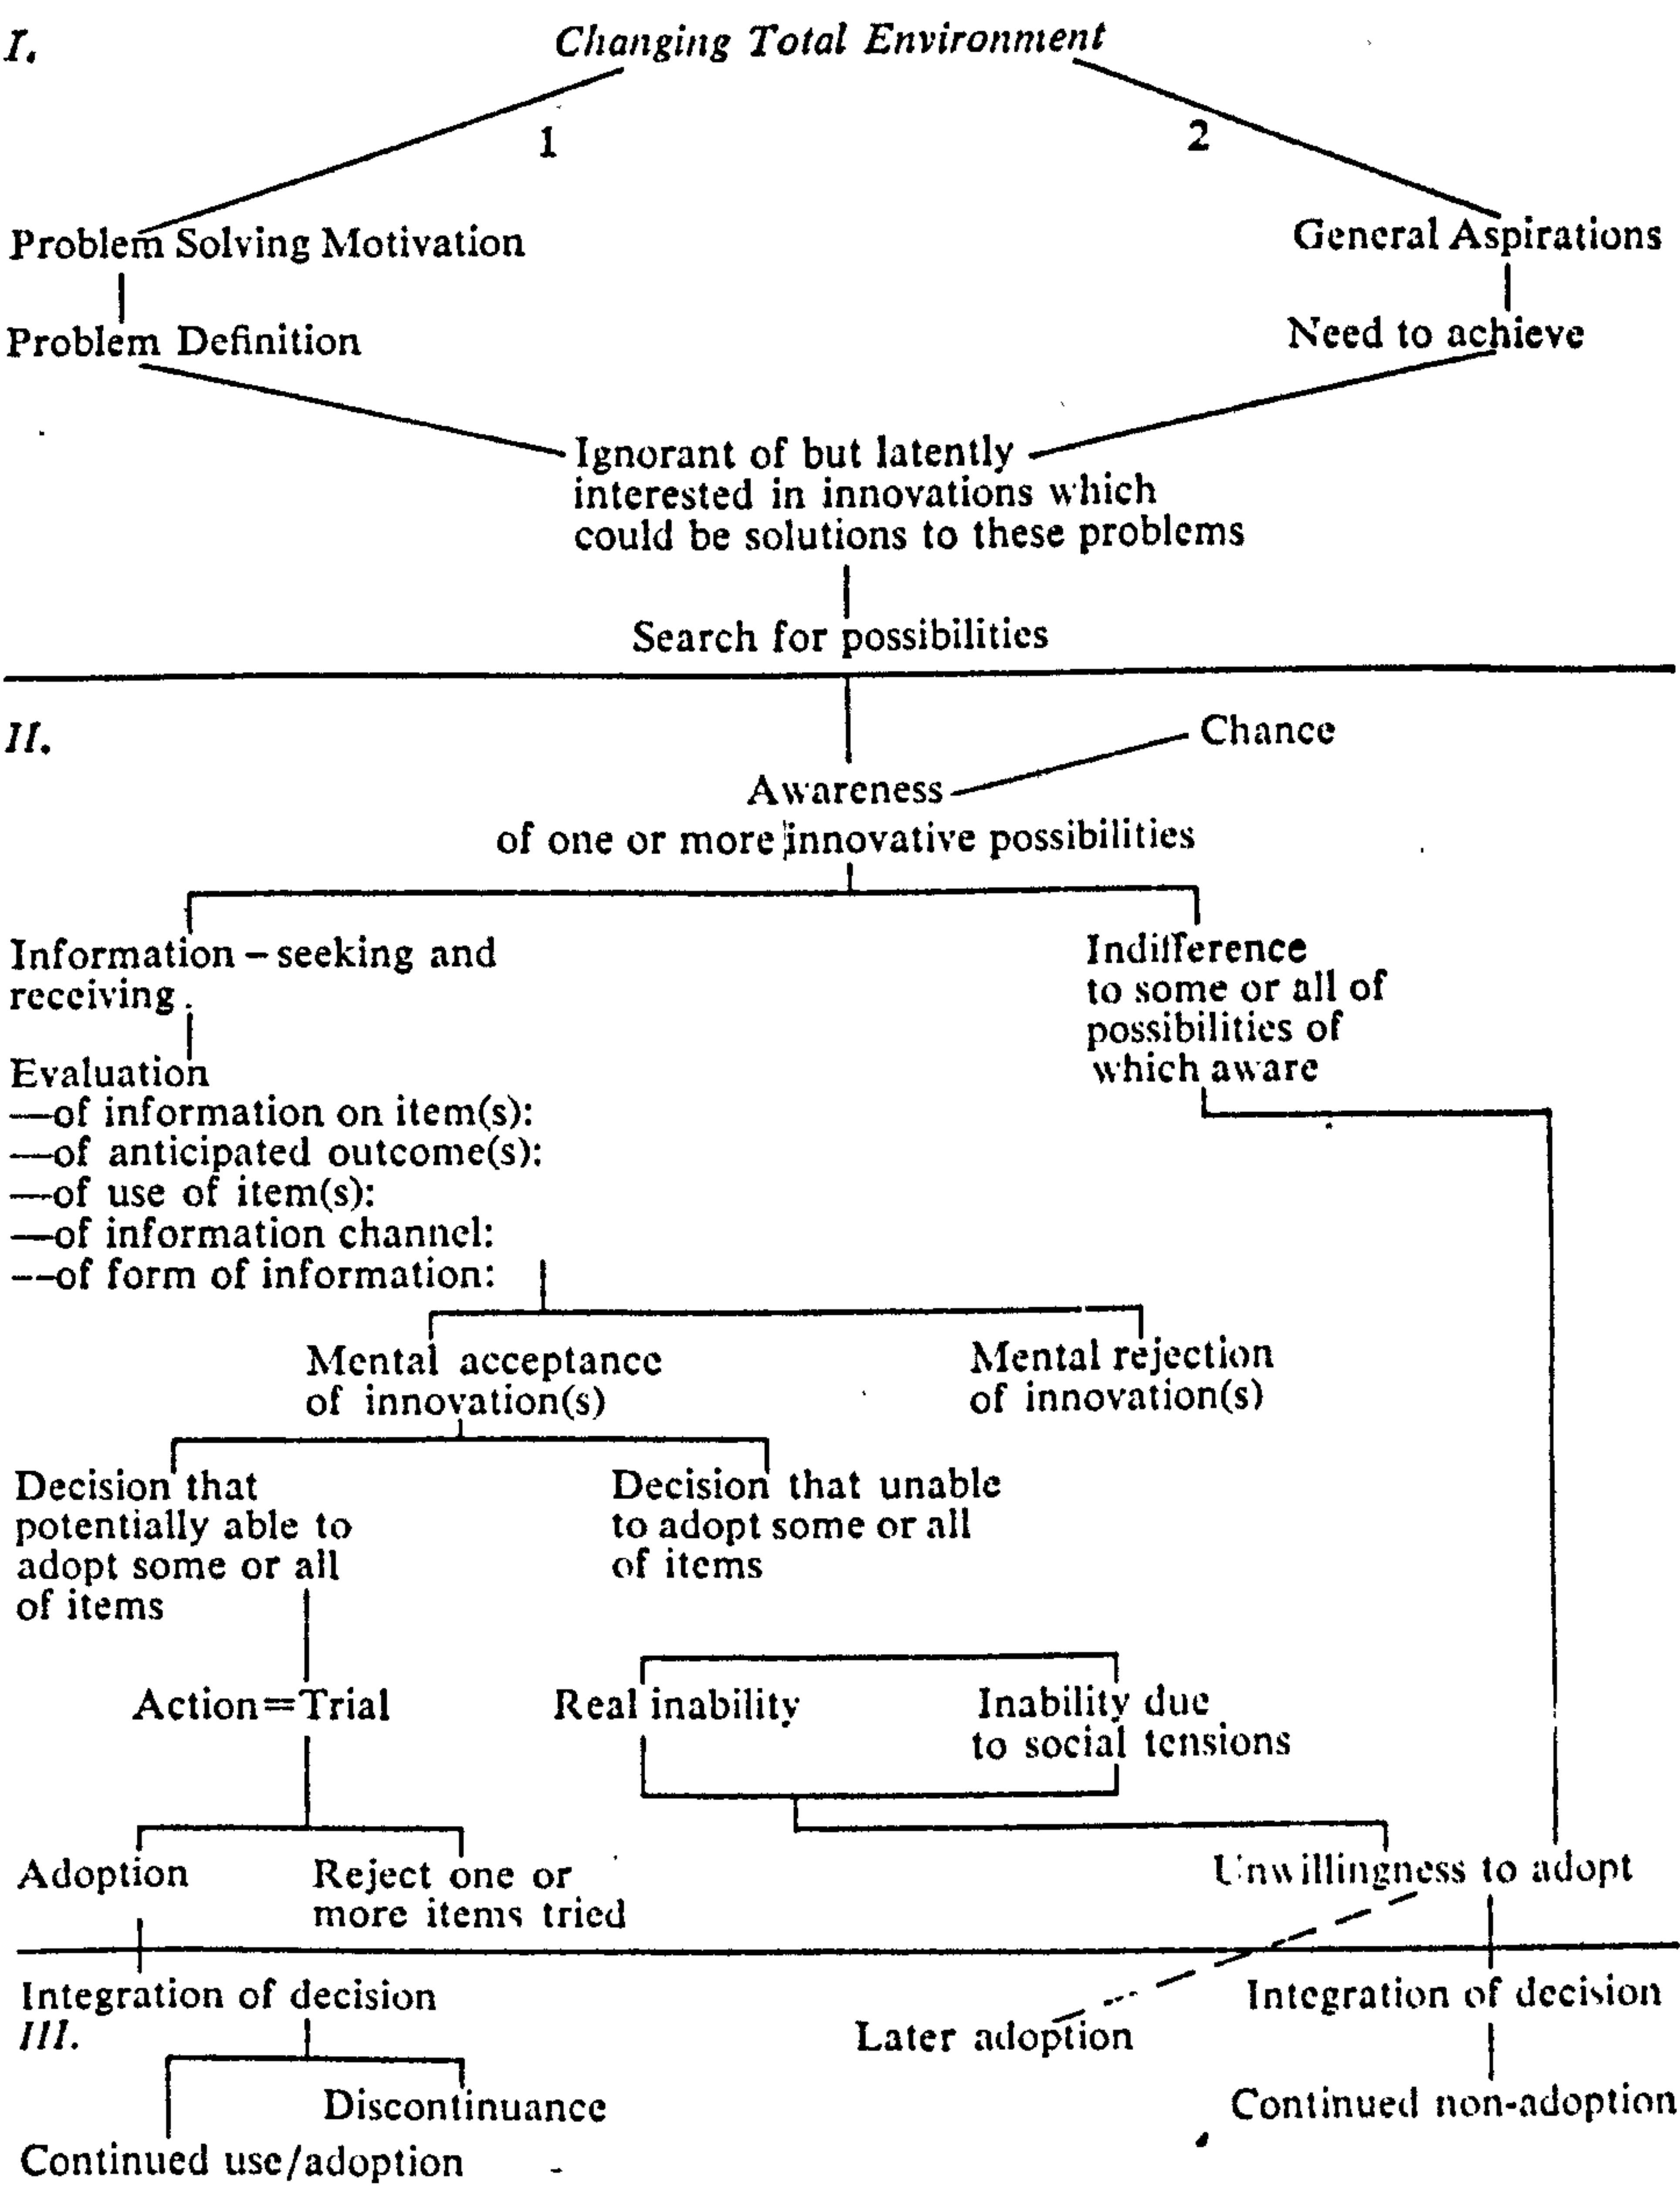 I.
Changing Total Environment
1
2
Problem Solving Motivation
General Aspirations
Problem Definition
Need to achieve
Ignorant of but latently
interested in innovations which
could be solutions to these problems
Search for possibilities
II.
Chance
Awareness
of one or more innovative possibilities
Information – seeking and
receiving
Indifference
to some or all of
possibilities of
which aware
Evaluation
—of information on item(s):
—of anticipated outcome(s):
—of use of item(s):
—of information channel:
—of form of information:
Mental acceptance
of innovation(s)
Mental rejection
of innovation(s)
Decision that
potentially able to
adopt some or all
of items
Decision that unable
to adopt some or all
of items
Action=Trial
Real inability
Inability due
to social tensions
Adoption
Reject one or
more items tried
Unwillingness to adopt
Integration of decision
III.
Later adoption
Integration of decision
Discontinuance
Continued non-adoption
Continued use/adoption